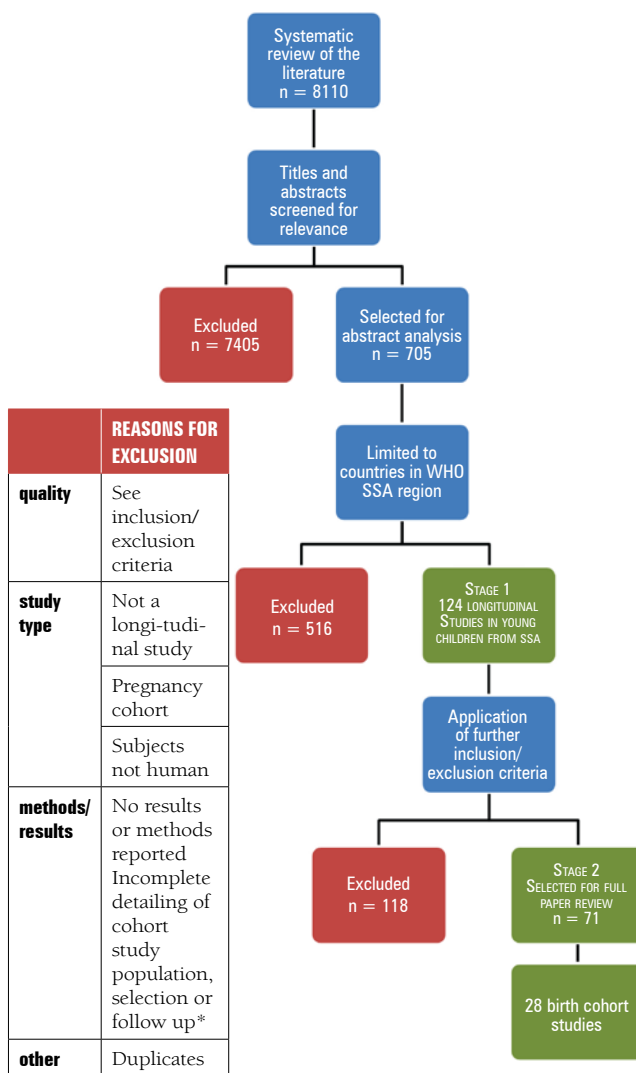 Systematic
review of the
literature
n = 8110
Titles and
abstracts
screened for
relevance
Excluded
n = 7405
Selected for
abstract analysis
n = 705
Limited to
countries in WHO
SSA region
Excluded
n = 516
STAGE 1
124 LONGITUDINAL
STUDIES IN YOUNG
CHILDREN FROM SSA
Application
of further
inclusion/
exclusion criteria
Excluded
n = 118
STAGE 2
SELECTED FOR FULL
PAPER REVIEW
n = 71
28 birth cohort
studies
REASONS FOR
EXCLUSION
quality
See
inclusion/
exclusion
criteria
study
type
Not a
longi-tudi-
nal study
Pregnancy
cohort
Subjects
not human
methods/
results
No results
or methods
reported
Incomplete
detailing of
cohort
study
population,
selection or
follow up*
other
Duplicates